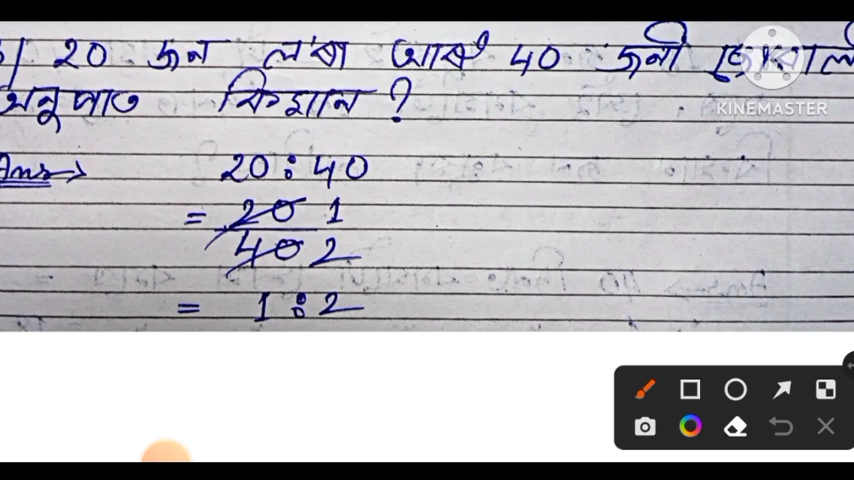 20 জন ল'ৰা আৰু 40 জনী
অনুপাত কিমান ?
KINEMASTER
Ans→ 20 : 40
= 20 1
40 2
= 1 : 2